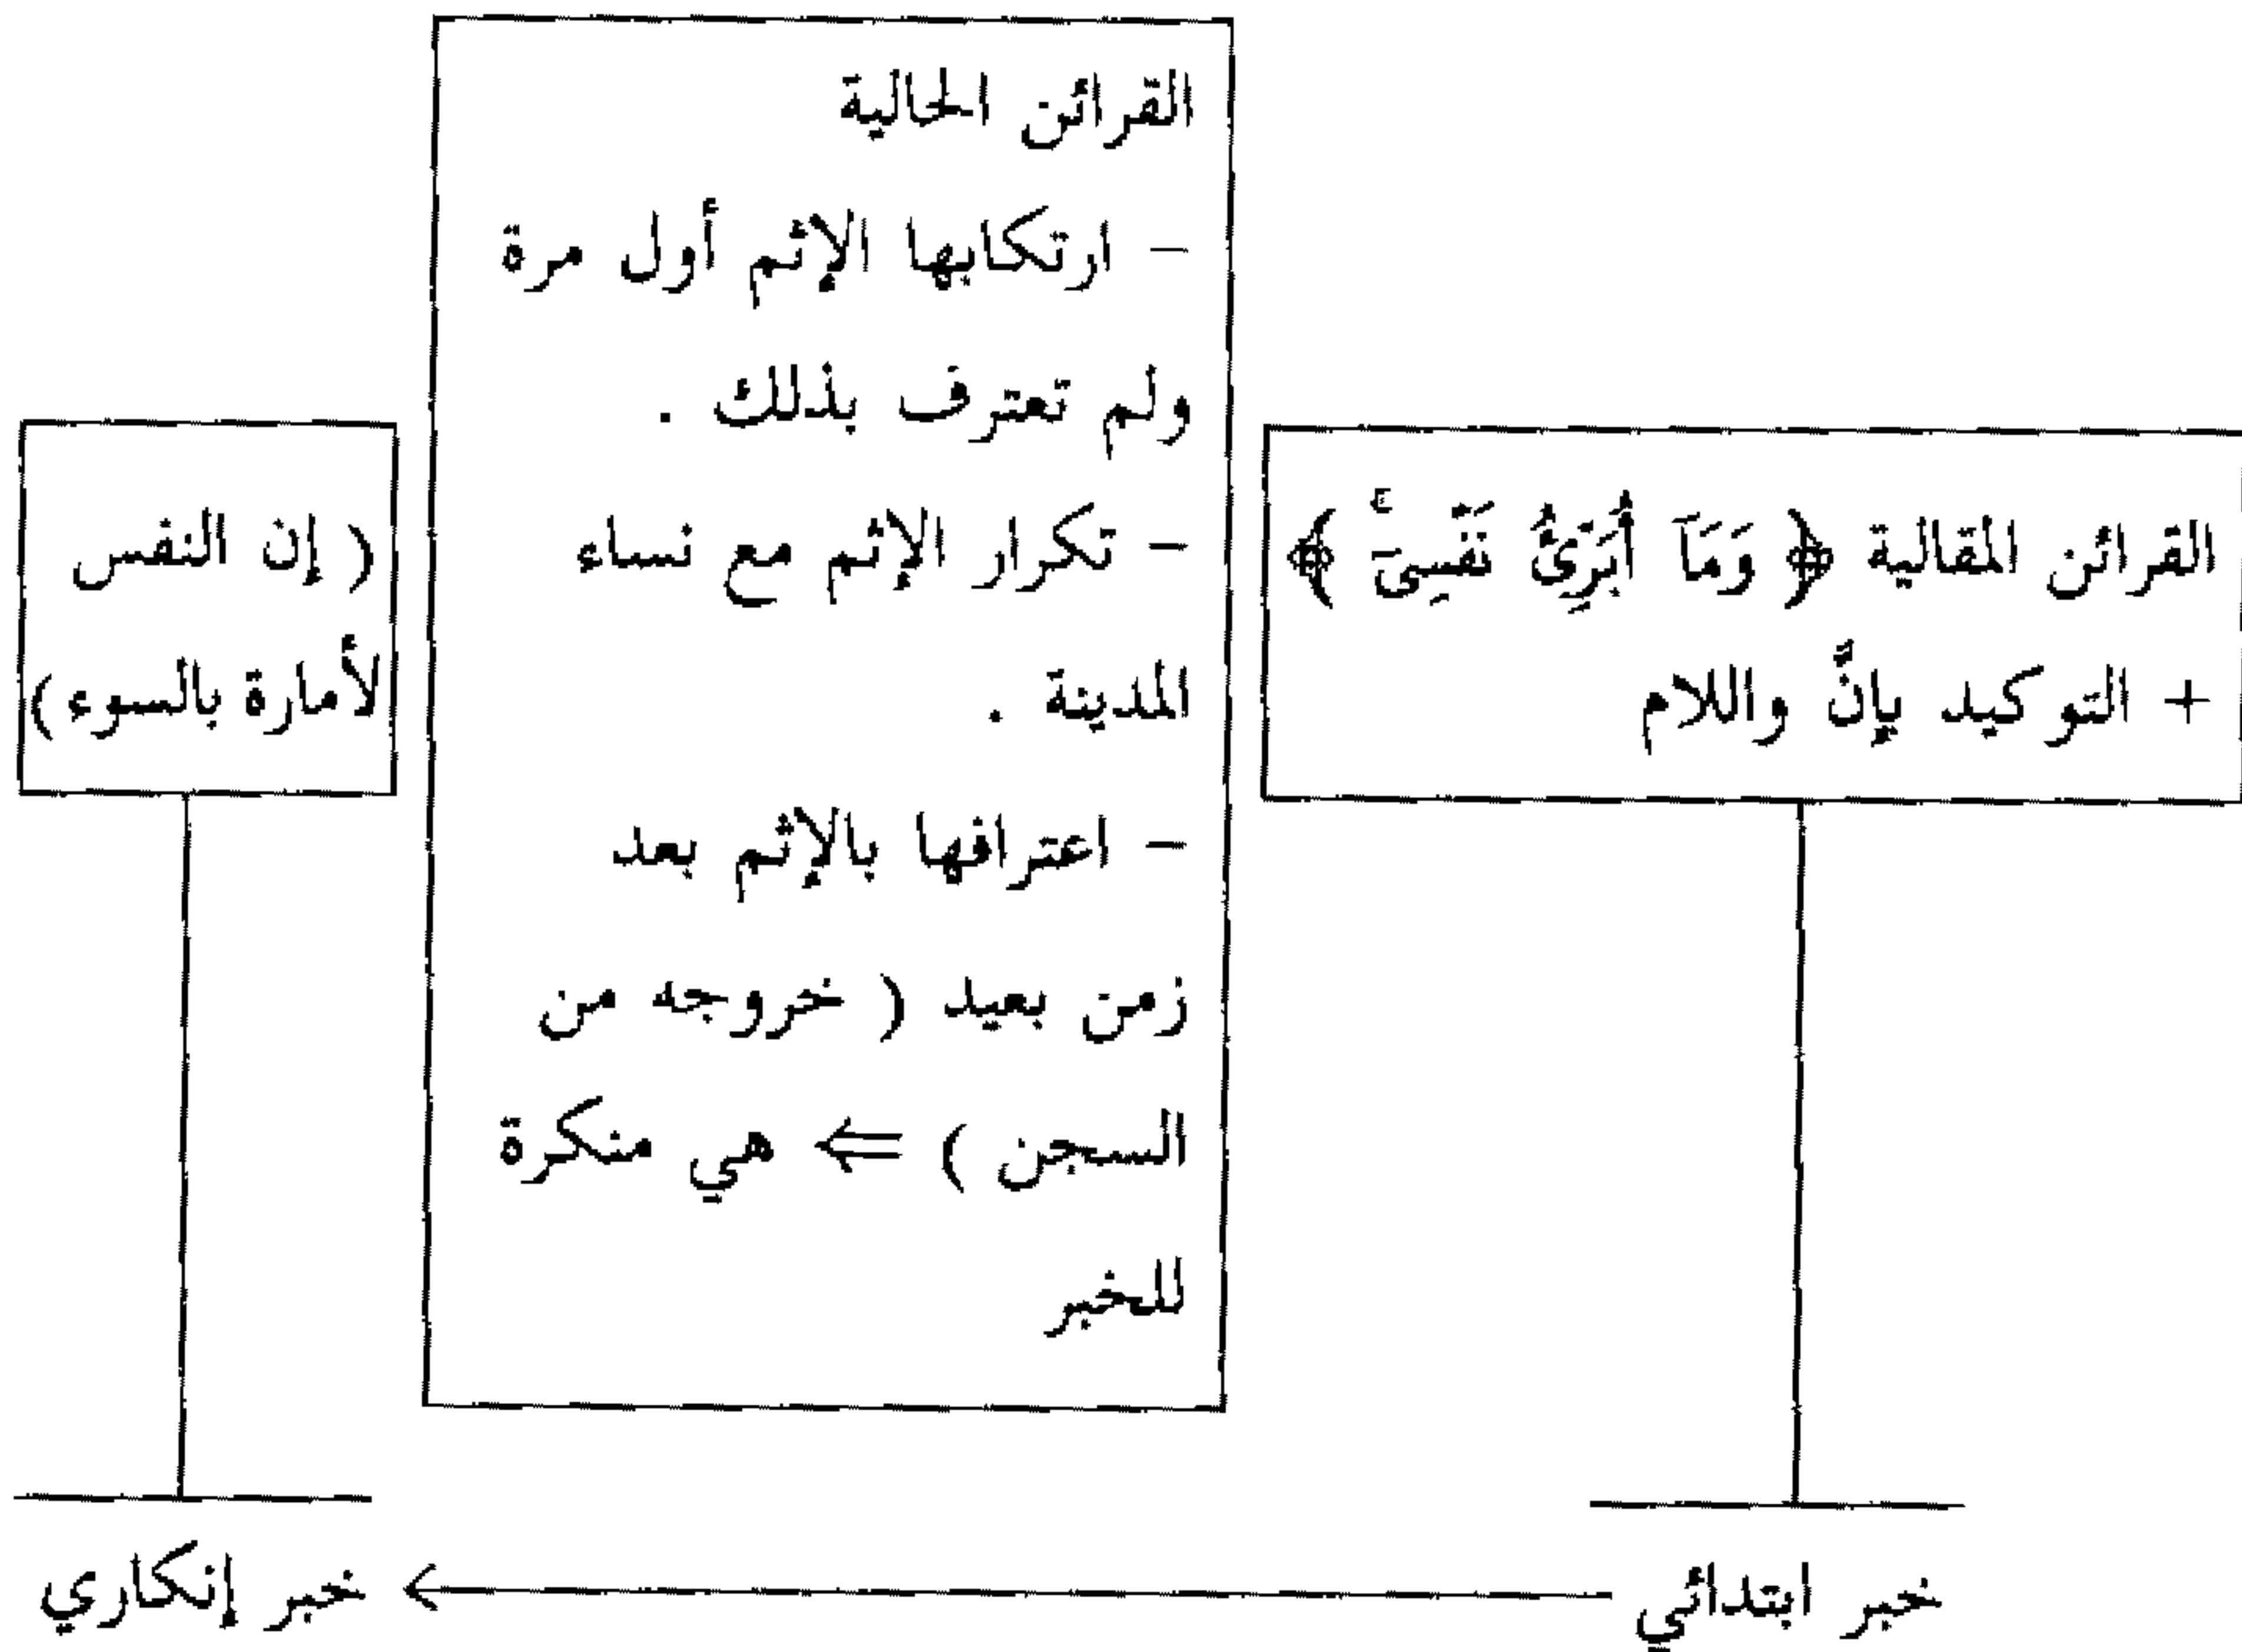 القرائن المقالية ﴿ وَمَآ أُبَرِّئُ نَفْسِىٓ ﴾
+ التوكيد بإنَّ واللام
القرائن الحالية
– ارتكابها الإثم أول مرة
ولم تعترف بذلك .
– تكرار الإثم مع نساء
المدينة .
– اعترافها بالإثم بعد
زمن بعيد ( خروجه من
السجن ) ⇐ هي منكرة
للخبر
( إن النفس
لأمارة بالسوء)
خبر ابتدائي ← خبر إنكاري